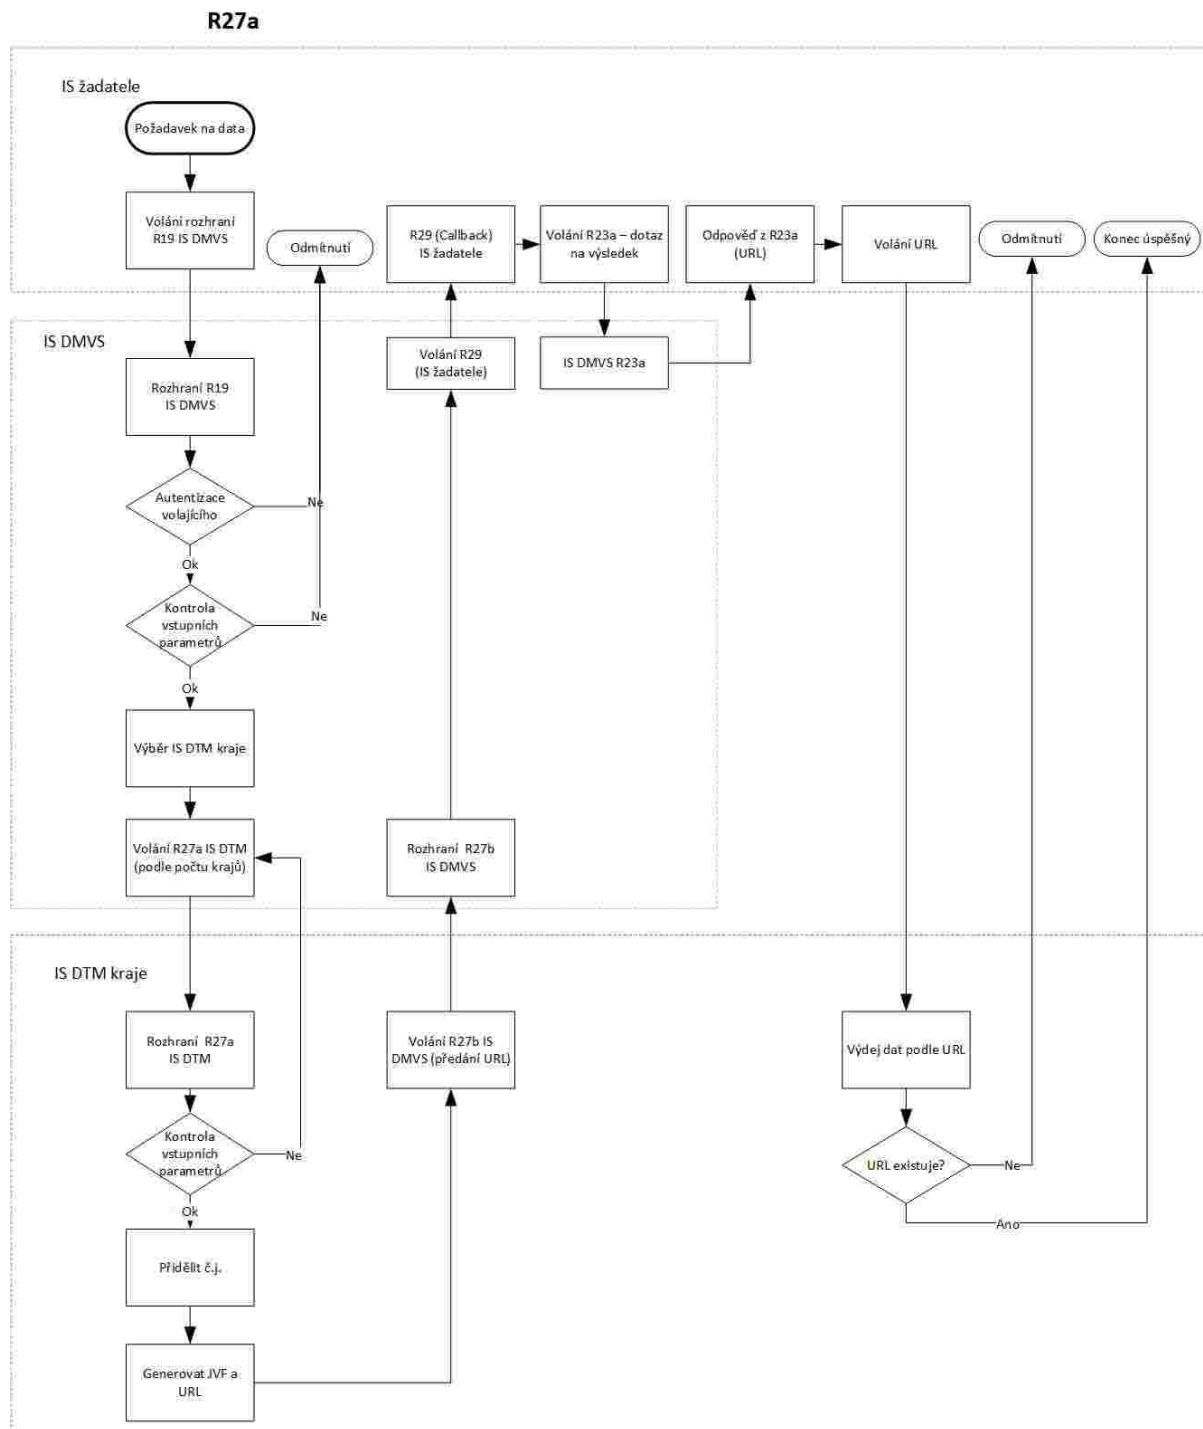 R27a
IS žadatele
Požadavek na data
Volání rozhraní
R19 IS DMVS
Odmítnutí
R29 (Callback)
IS žadatele
Volání R23a – dotaz
na výsledek
Odpověď z R23a
(URL)
Volání URL
Odmítnutí
Konec úspěšný
IS DMVS
Volání R29
(IS žadatele)
IS DMVS R23a
Rozhraní R19
IS DMVS
Autentizace
volajícího
Ne
Ok
Kontrola
vstupních
parametrů
Ne
Ok
Výběr IS DTM kraje
Volání R27a IS DTM
(podle počtu krajů)
Rozhraní R27b
IS DMVS
IS DTM kraje
Rozhraní R27a
IS DTM
Volání R27b IS
DMVS (předání URL)
Výdej dat podle URL
Kontrola
vstupních
parametrů
Ne
URL existuje?
Ne
Ok
Ano
Přidělit č.j.
Generovat JVF a
URL